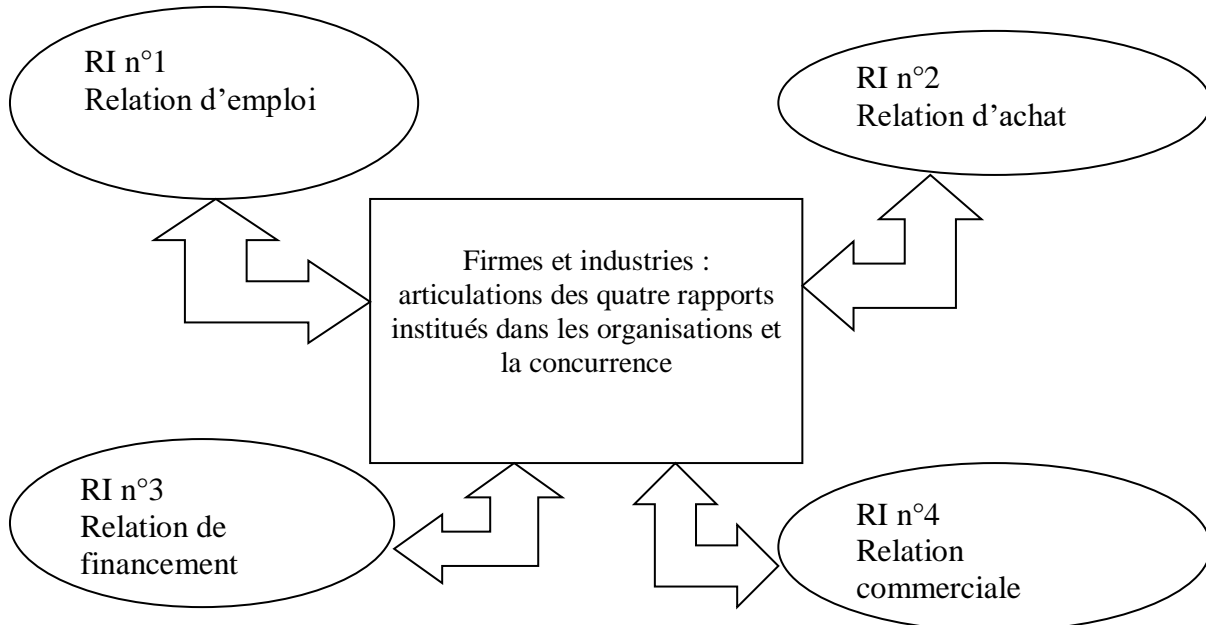 RI n°1
Relation d’emploi
RI n°2
Relation d’achat
Firmes et industries :
articulations des quatre rapports
institués dans les organisations et
la concurrence
RI n°3
Relation de
financement
RI n°4
Relation
commerciale